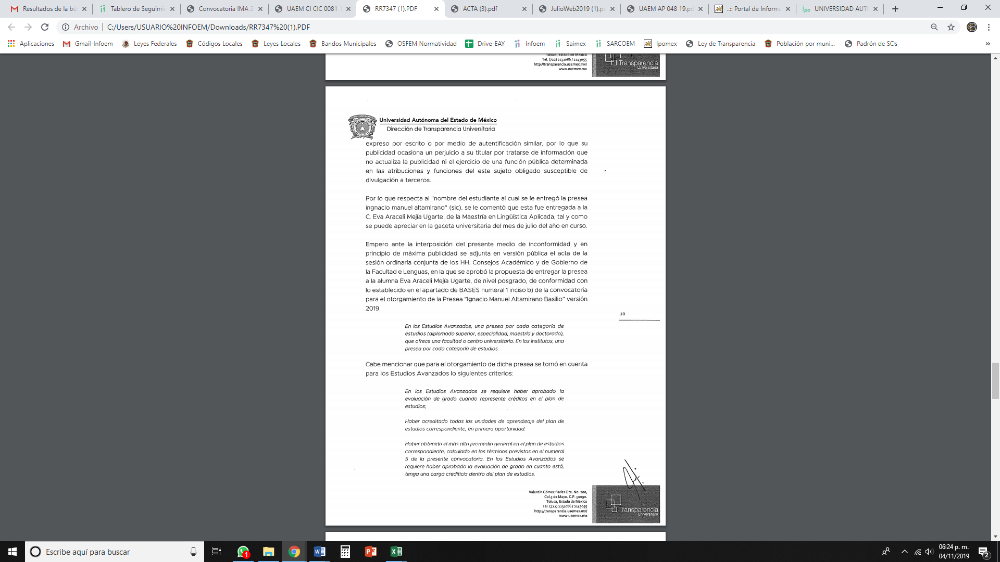 Resultados de la bú
Tablero de Seguimi
Convocatoria IMA 2
UAEM CI CIC 0081 1
RR7347 (1).PDF
ACTA (3).pdf
JulioWeb2019 (1).pd
UAEM AP 048 19.pd
..:: Portal de Informa
UNIVERSIDAD AUTÓ
Archivo
C:/Users/USUARIO%20INFOEM/Downloads/RR7347%20(1).PDF
Aplicaciones
Gmail-Infoem
Leyes Federales
Códigos Locales
Leyes Locales
Bandos Municipales
OSFEM Normatividad
Drive-EAY
Infoem
Saimex
SARCOEM
Ipomex
Ley de Transparencia
Población por muni...
Padrón de SOs
»
Toluca, Estado de México
Tel. (722) 2131086 / 2143055
http://transparencia.uaemex.mx/
www.uaemex.mx
Transparencia
Universitaria
Universidad Autónoma del Estado de México
Dirección de Transparencia Universitaria
expreso por escrito o por medio de autentificación similar, por lo que su
publicidad ocasiona un perjuicio a su titular por tratarse de información que
no actualiza la publicidad ni el ejercicio de una función pública determinada
en las atribuciones y funciones del este sujeto obligado susceptible de
divulgación a terceros.
Por lo que respecta al "nombre del estudiante al cual se le entregó la presea
ingnacio manuel altamirano" (sic), se le comentó que esta fue entregada a la
C. Eva Araceli Mejía Ugarte, de la Maestría en Lingüística Aplicada, tal y como
se puede apreciar en la gaceta universitaria del mes de julio del año en curso.
Empero ante la interposición del presente medio de inconformidad y en
principio de máxima publicidad se adjunta en versión pública el acta de la
sesión ordinaria conjunta de los HH. Consejos Académico y de Gobierno de
la Facultad e Lenguas, en la que se aprobó la propuesta de entregar la presea
a la alumna Eva Araceli Mejía Ugarte, de nivel posgrado, de conformidad con
lo establecido en el apartado de BASES numeral 1 inciso b) de la convocatoria
para el otorgamiento de la Presea "Ignacio Manuel Altamirano Basilio" versión
2019.
10
En los Estudios Avanzados, una presea por cada categoría de
estudios (diplomado superior, especialidad, maestría y doctorado),
que ofrece una facultad o centro universitario. En los institutos, una
presea por cada categoría de estudios.
Cabe mencionar que para el otorgamiento de dicha presea se tomó en cuenta
para los Estudios Avanzados lo siguientes criterios:
En los Estudios Avanzados se requiere haber aprobado la
evaluación de grado cuando represente créditos en el plan de
estudios;
Haber acreditado todas las unidades de aprendizaje del plan de
estudios correspondiente, en primera oportunidad.
Haber obtenido el más alto promedio general en el plan de estudios
correspondiente, calculado en los términos previstos en el numeral
5 de la presente convocatoria. En los Estudios Avanzados se
requiere haber aprobado la evaluación de grado en cuanto está,
tenga una carga crediticia dentro del plan de estudios.
Valentín Gómez Farías Ote. No. 200,
Col.5 de Mayo. C.P. 50090.
Toluca, Estado de México
Tel. (722) 2131086 / 2143055
http://transparencia.uaemex.mx/
www.uaemex.mx
Transparencia
Universitaria
Escribe aquí para buscar
1
06:24 p. m.
04/11/2019
2